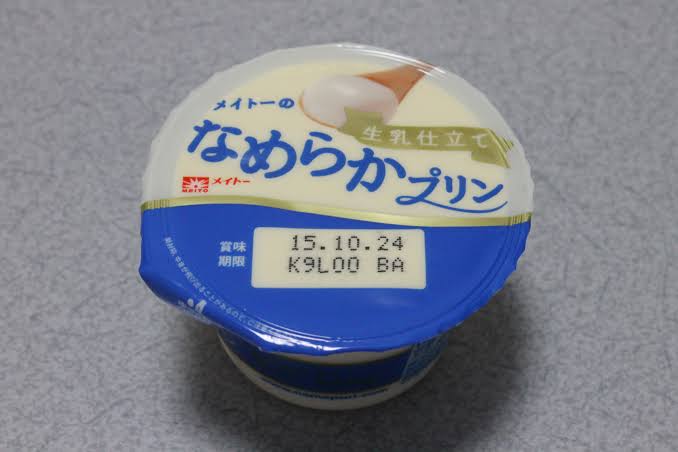 メイトーの
生乳仕立て
なめらかプリン
MEITO メイトー
賞味
期限
15.10.24
K9L00 BA